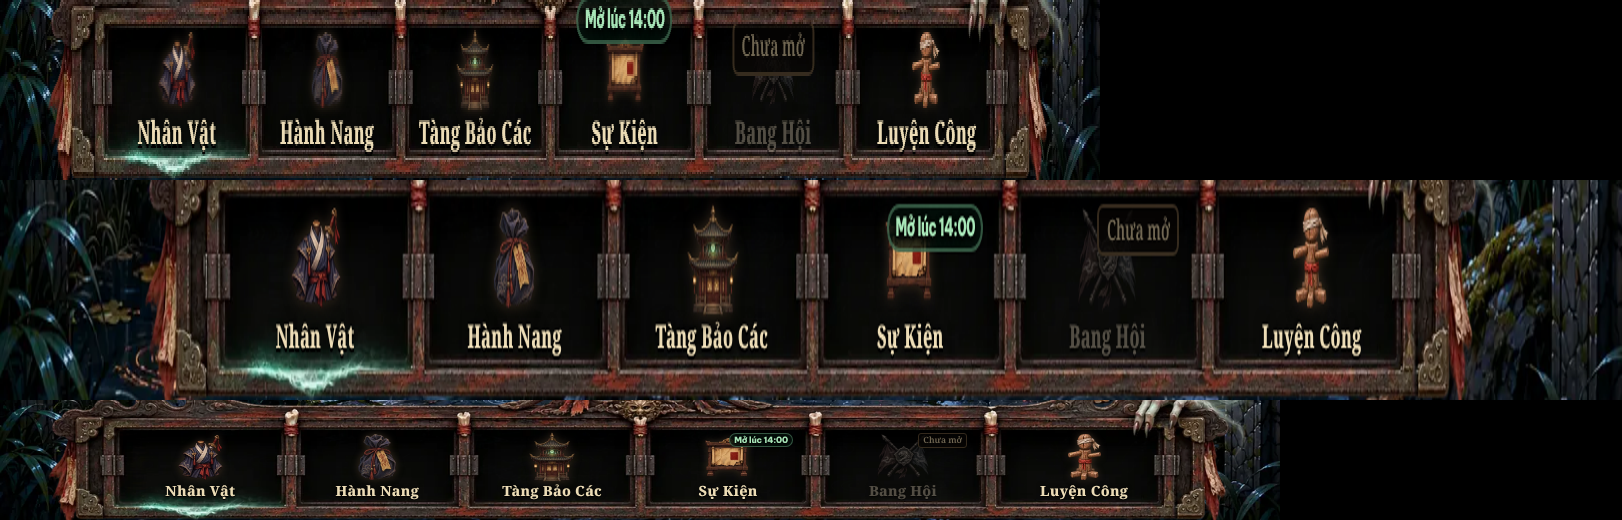 Mở lúc 14:00
Chưa mở
Nhân Vật
Hành Nang
Tàng Bảo Các
Sự Kiện
Bang Hội
Luyện Công
Mở lúc 14:00
Chưa mở
Nhân Vật
Hành Nang
Tàng Bảo Các
Sự Kiện
Bang Hội
Luyện Công
Mở lúc 14:00
Chưa mở
Nhân Vật
Hành Nang
Tàng Bảo Các
Sự Kiện
Bang Hội
Luyện Công